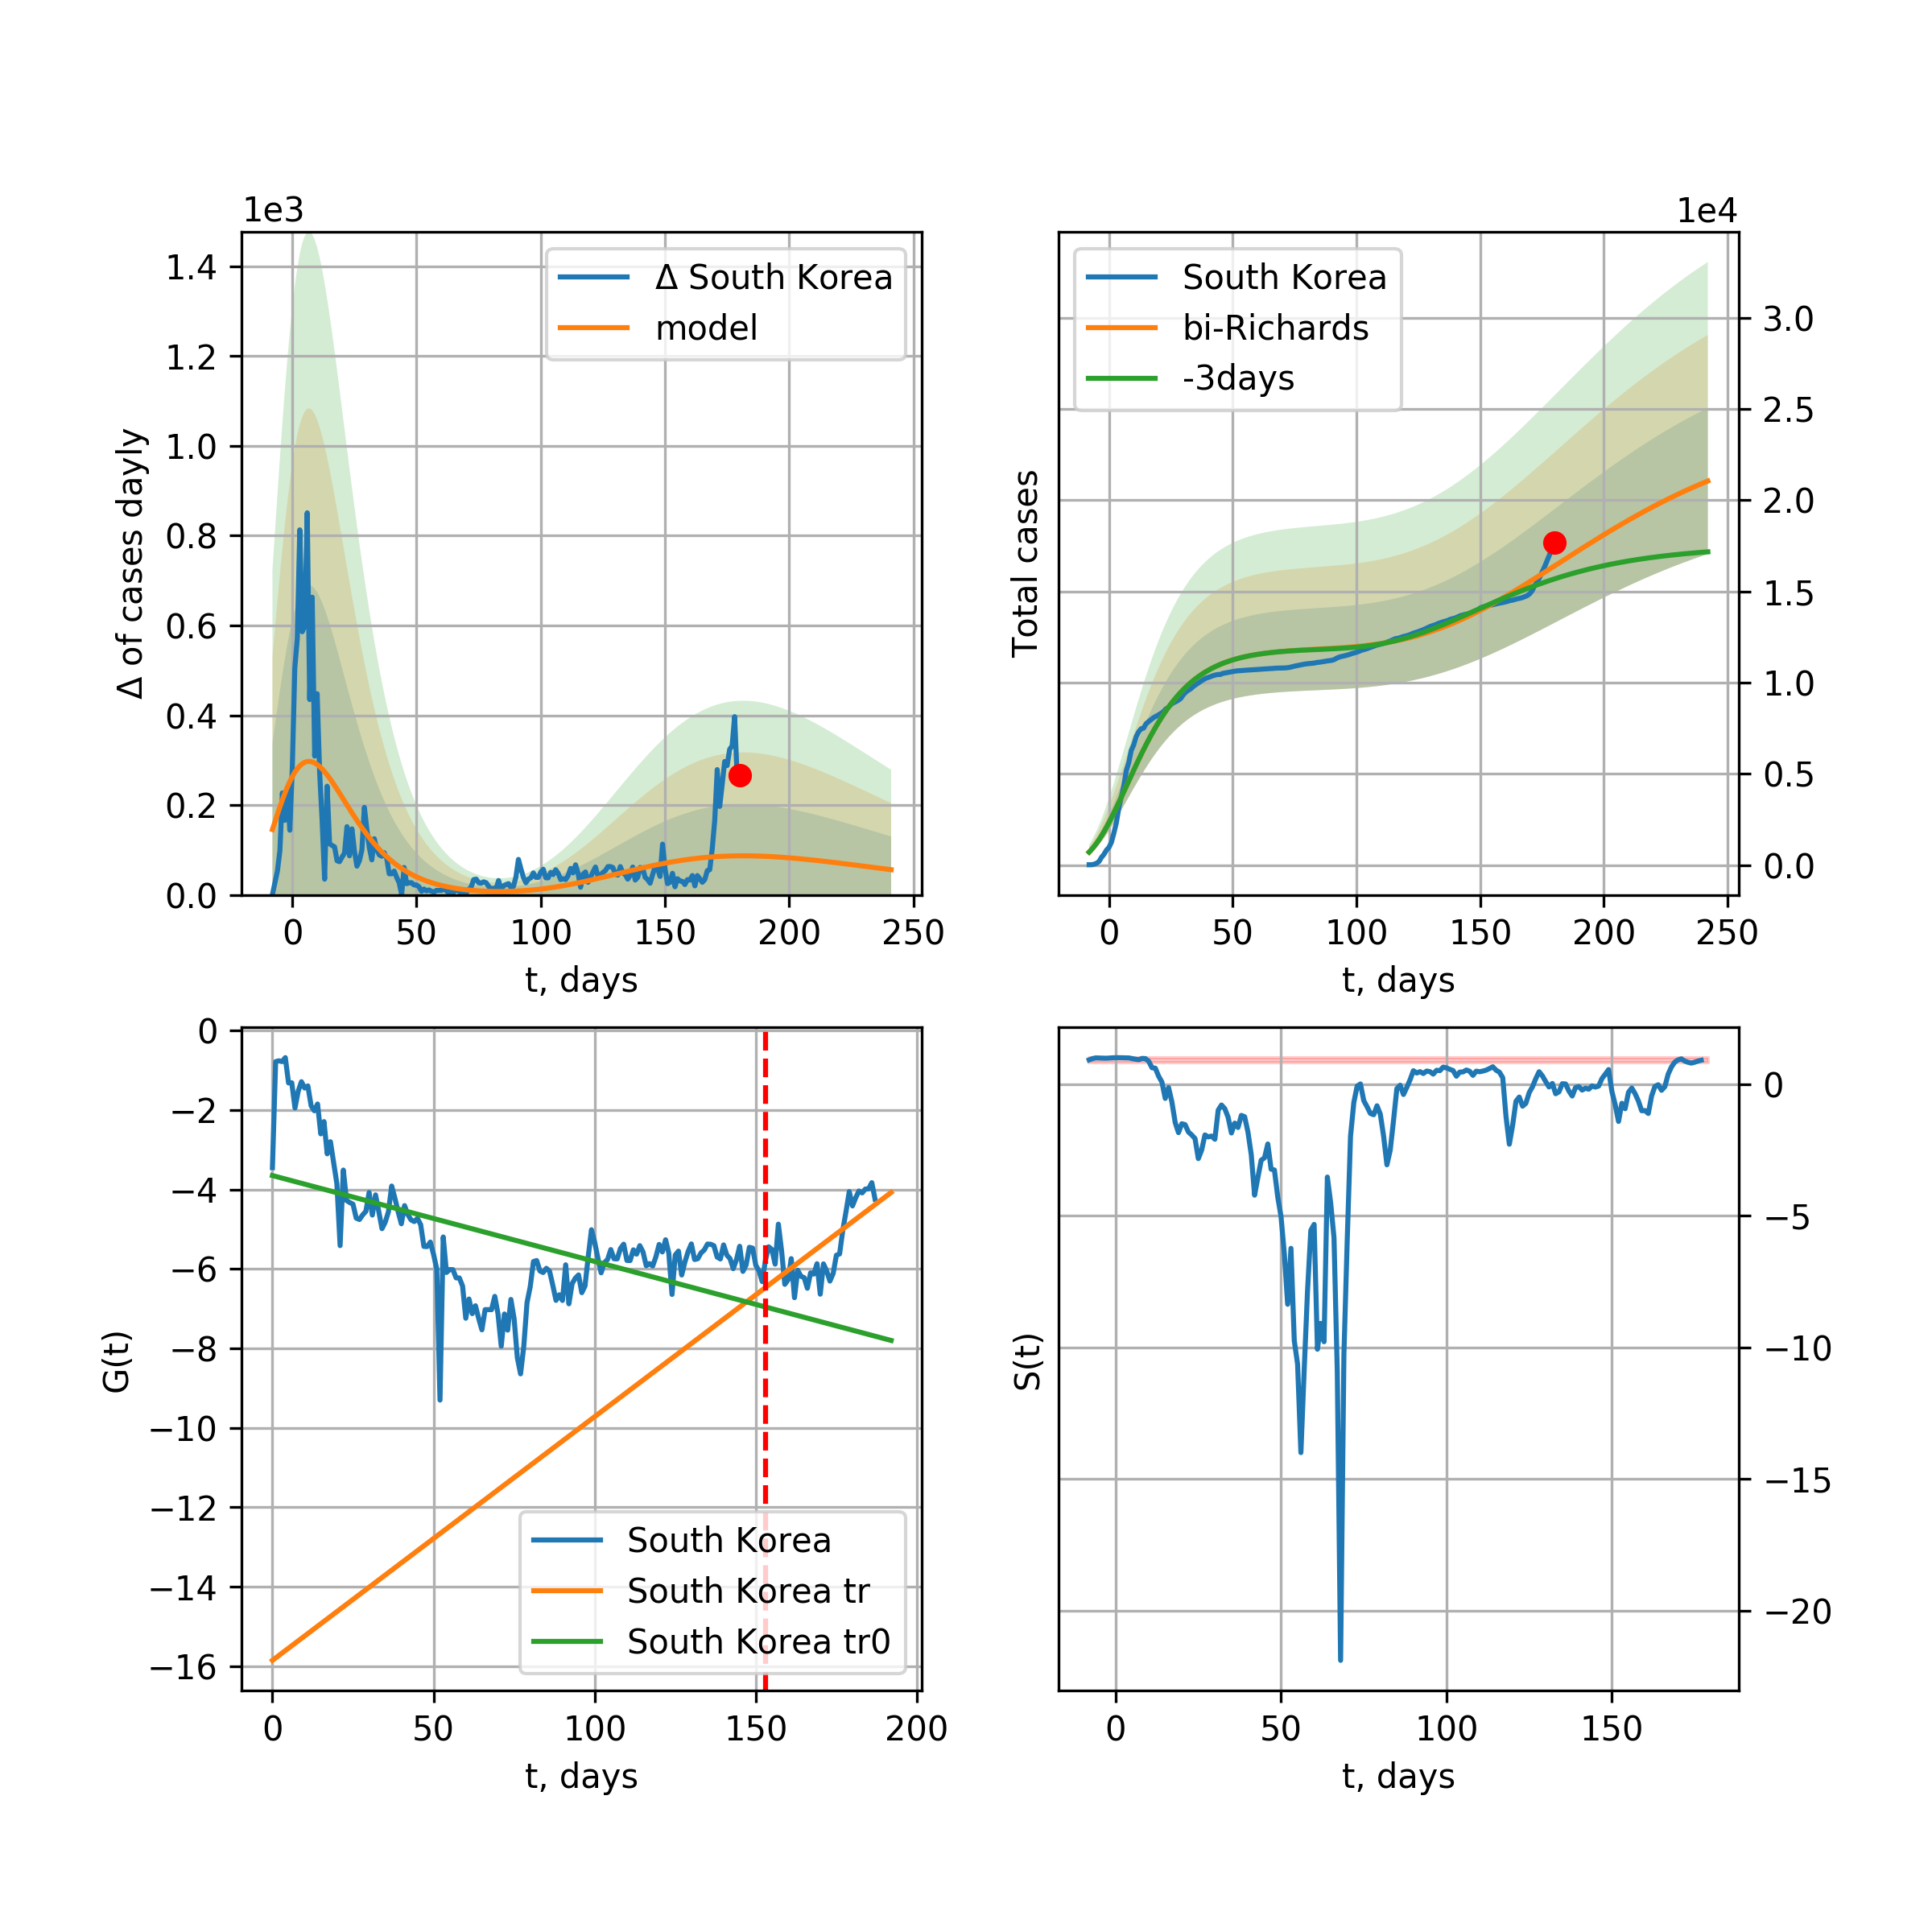 1e3
1.4
1.2
1.0
0.8
0.6
0.4
0.2
0.0
Δ of cases dayly
Δ South Korea
model
0 50 100 150 200 250
t, days
1e4
South Korea
bi-Richards
-3days
Total cases
3.0
2.5
2.0
1.5
1.0
0.5
0.0
0 50 100 150 200 250
t, days
0
−2
−4
−6
−8
−10
−12
−14
−16
G(t)
South Korea
South Korea tr
South Korea tr0
0 50 100 150 200
t, days
S(t)
0
−5
−10
−15
−20
0 50 100 150
t, days